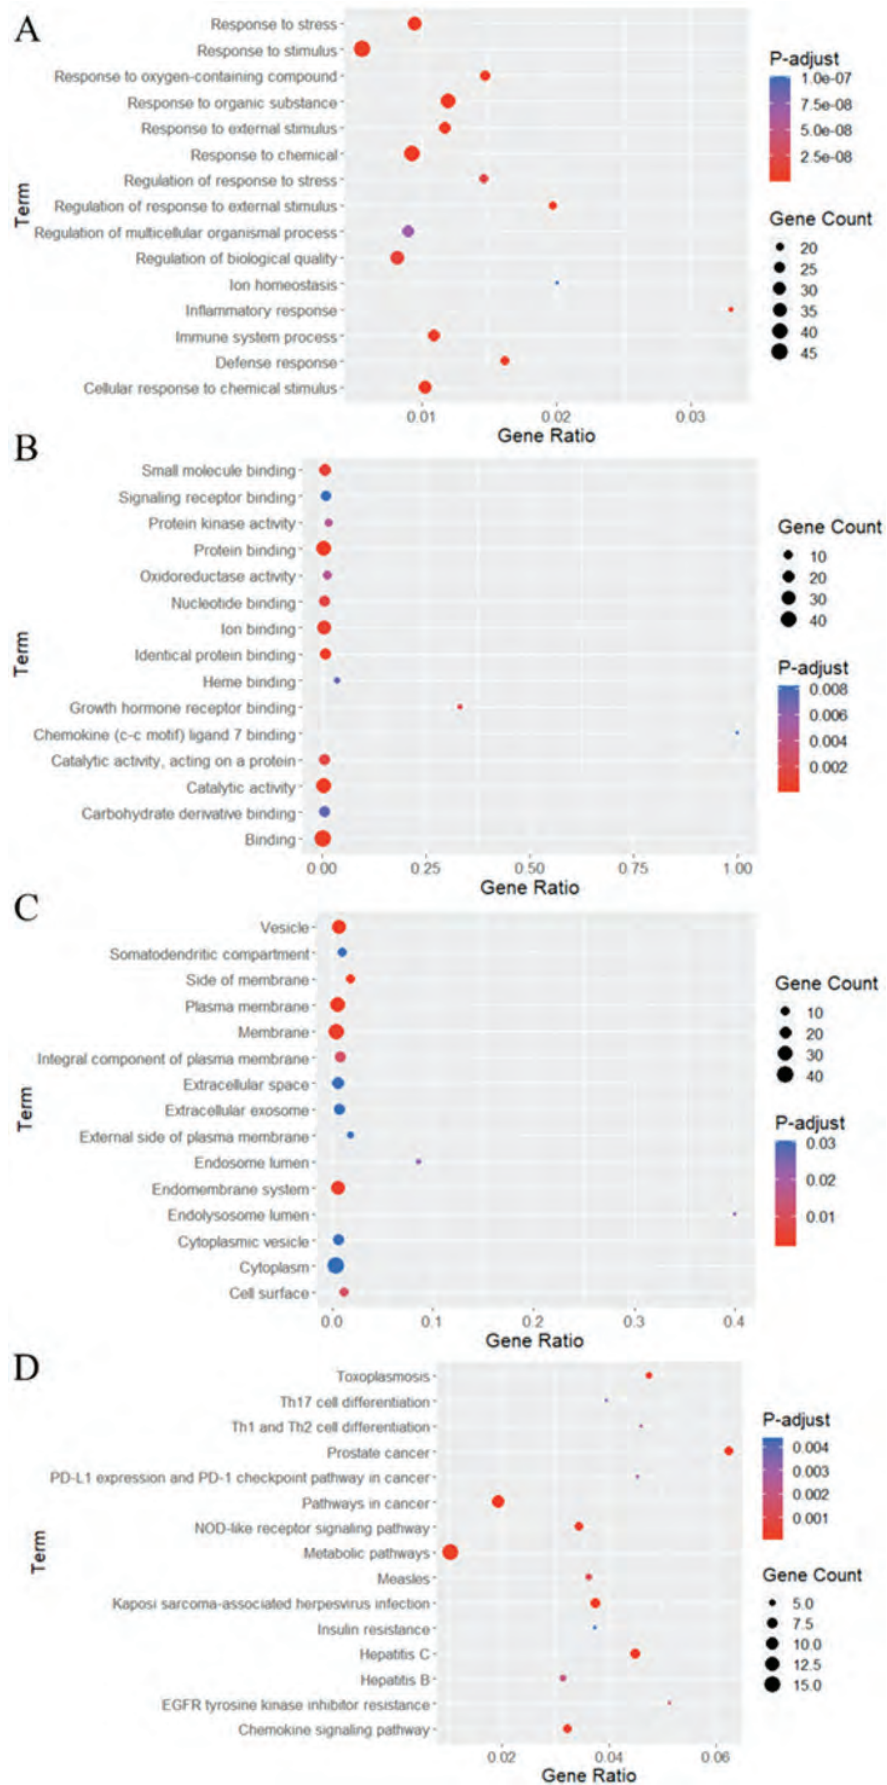 A
Response to stress
Response to stimulus
Response to oxygen-containing compound
Response to organic substance
Response to external stimulus
Response to chemical
Regulation of response to stress
Regulation of response to external stimulus
Regulation of multicellular organismal process
Regulation of biological quality
Ion homeostasis
Inflammatory response
Immune system process
Defense response
Cellular response to chemical stimulus
Term
0.01 0.02 0.03
Gene Ratio
P-adjust
1.0e-07
7.5e-08
5.0e-08
2.5e-08
Gene Count
20
25
30
35
40
45
B
Small molecule binding
Signaling receptor binding
Protein kinase activity
Protein binding
Oxidoreductase activity
Nucleotide binding
Ion binding
Identical protein binding
Heme binding
Growth hormone receptor binding
Chemokine (c-c motif) ligand 7 binding
Catalytic activity, acting on a protein
Catalytic activity
Carbohydrate derivative binding
Binding
Term
0.00 0.25 0.50 0.75 1.00
Gene Ratio
Gene Count
10
20
30
40
P-adjust
0.008
0.006
0.004
0.002
C
Vesicle
Somatodendritic compartment
Side of membrane
Plasma membrane
Membrane
Integral component of plasma membrane
Extracellular space
Extracellular exosome
External side of plasma membrane
Endosome lumen
Endomembrane system
Endolysosome lumen
Cytoplasmic vesicle
Cytoplasm
Cell surface
Term
0.0 0.1 0.2 0.3 0.4
Gene Ratio
Gene Count
10
20
30
40
P-adjust
0.03
0.02
0.01
D
Toxoplasmosis
Th17 cell differentiation
Th1 and Th2 cell differentiation
Prostate cancer
PD-L1 expression and PD-1 checkpoint pathway in cancer
Pathways in cancer
NOD-like receptor signaling pathway
Metabolic pathways
Measles
Kaposi sarcoma-associated herpesvirus infection
Insulin resistance
Hepatitis C
Hepatitis B
EGFR tyrosine kinase inhibitor resistance
Chemokine signaling pathway
Term
0.02 0.04 0.06
Gene Ratio
P-adjust
0.004
0.003
0.002
0.001
Gene Count
5.0
7.5
10.0
12.5
15.0